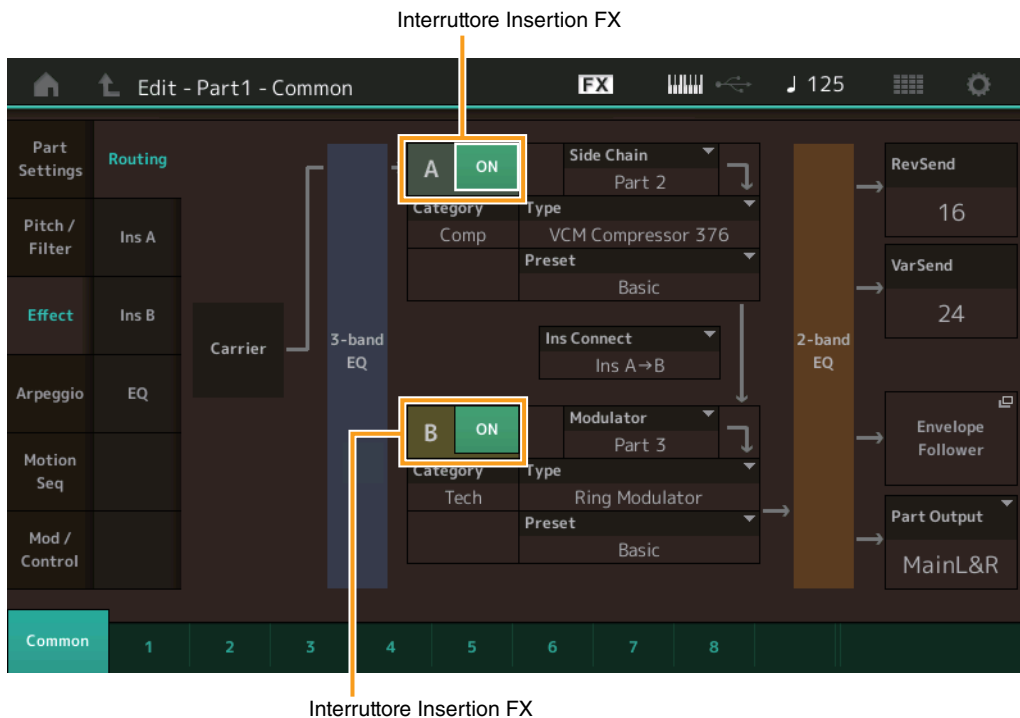 Interruttore Insertion FX
Edit - Part1 - Common
FX
125
Part
Settings
Routing
Pitch /
Filter
Ins A
Effect
Ins B
Arpeggio
EQ
Motion
Seq
Mod /
Control
Carrier
3-band
EQ
A
ON
Side Chain
Part 2
Category
Comp
Type
VCM Compressor 376
Preset
Basic
Ins Connect
Ins A→B
B
ON
Modulator
Part 3
Category
Tech
Type
Ring Modulator
Preset
Basic
2-band
EQ
RevSend
16
VarSend
24
Envelope
Follower
Part Output
MainL&R
Common 1 2 3 4 5 6 7 8
Interruttore Insertion FX